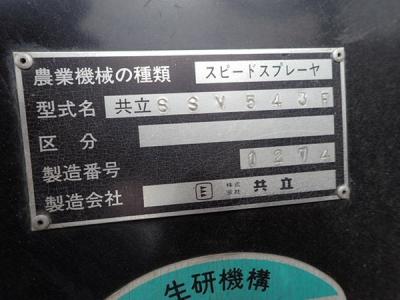 農業機械の種類 スピードスプレーヤ
型式名 共立SSV543F
区分
製造番号 0274
製造会社 株式会社 共立
生研機構